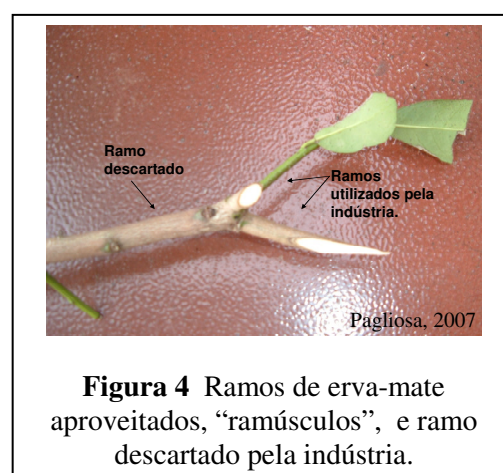 Ramo
descartado
Ramos
utilizados pela
indústria.
Pagliosa, 2007
Figura 4 Ramos de erva-mate
aproveitados, “ramúsculos”, e ramo
descartado pela indústria.